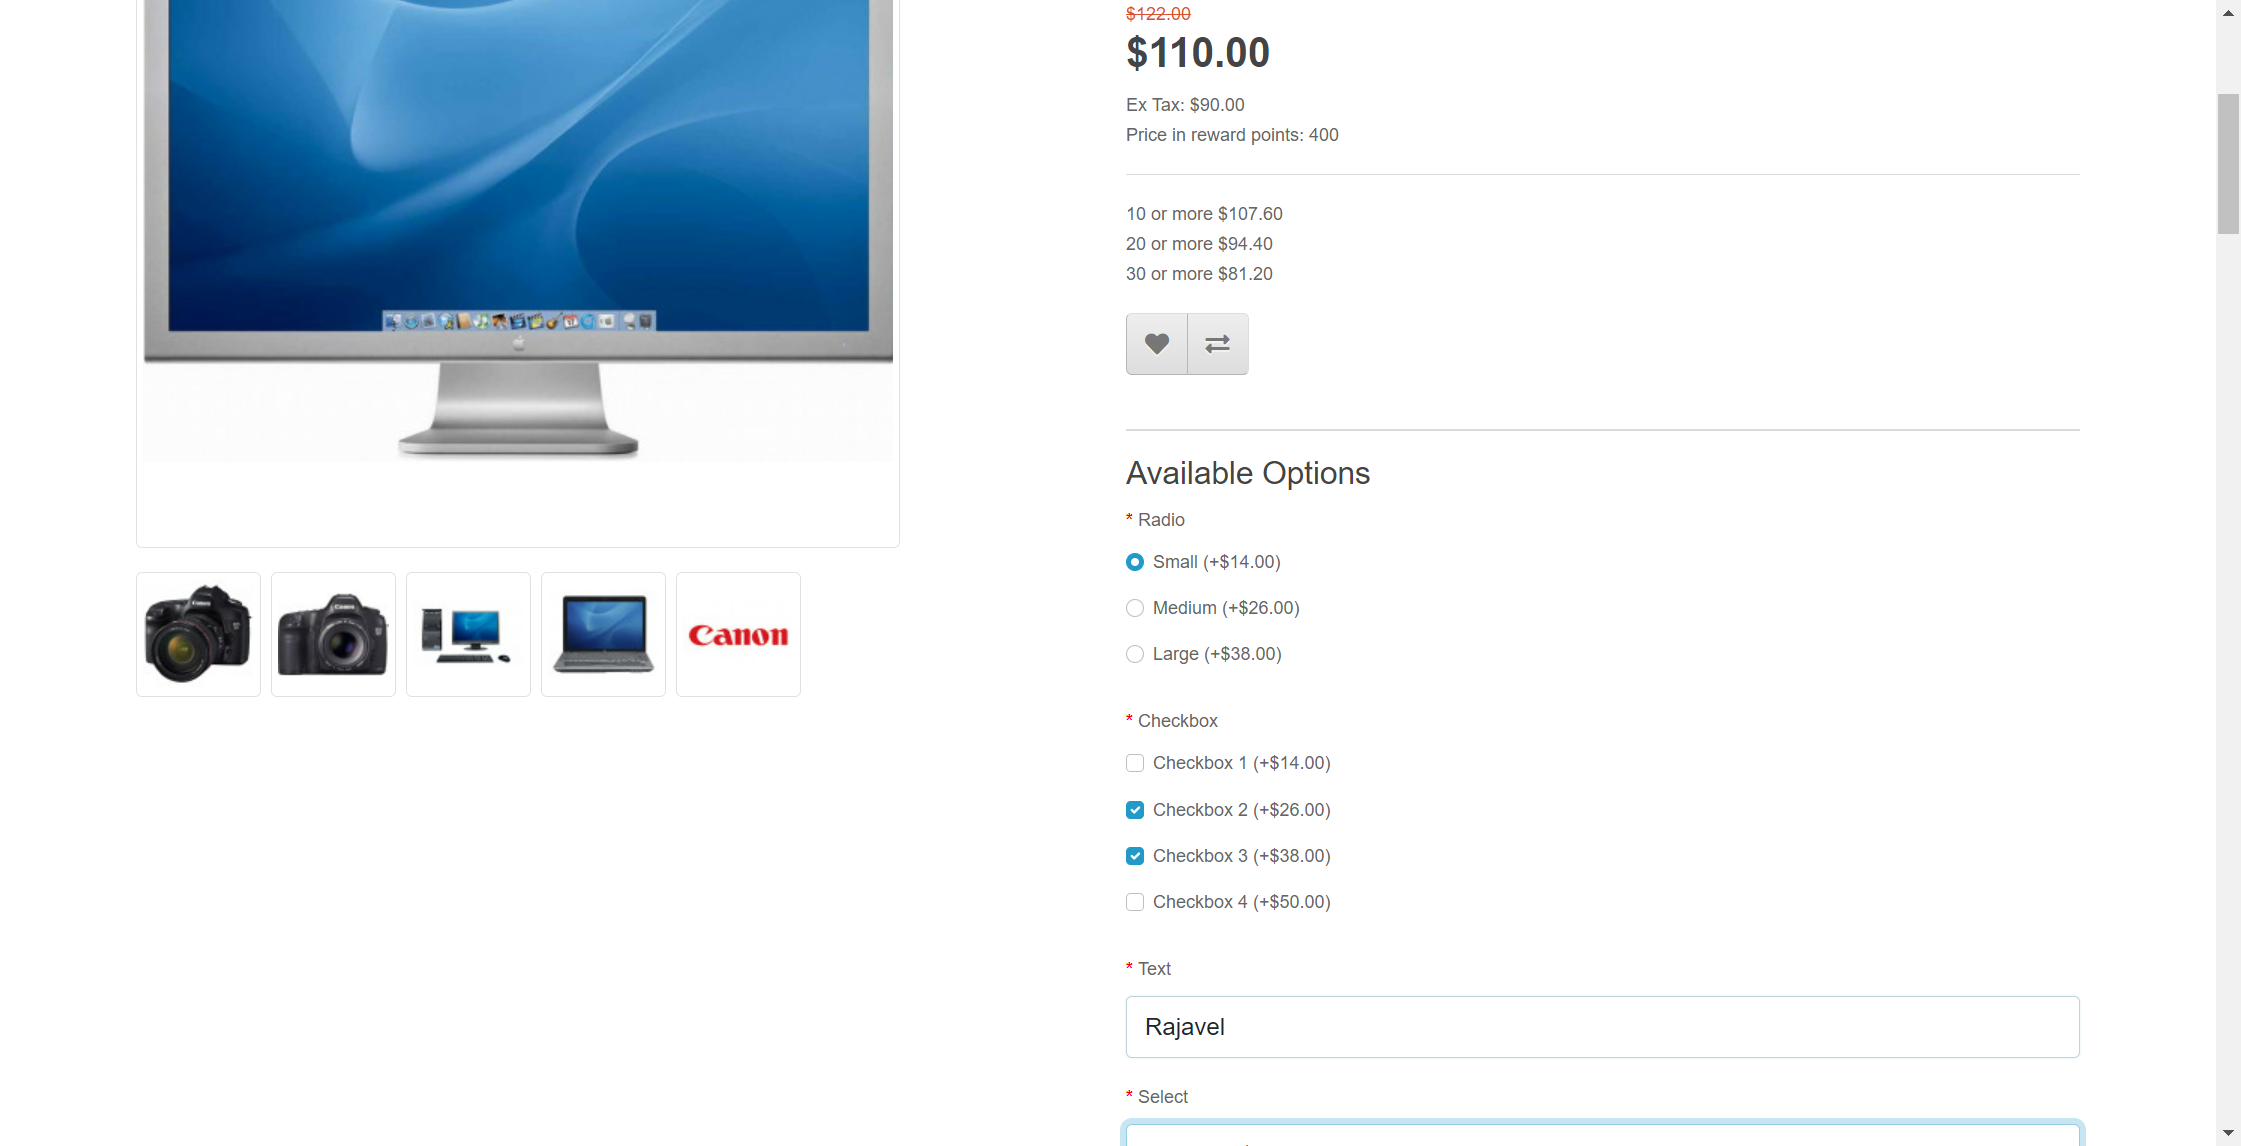 $122.00
$110.00
Ex Tax: $90.00
Price in reward points: 400
10 or more $107.60
20 or more $94.40
30 or more $81.20
Available Options
* Radio
Small (+$14.00)
Medium (+$26.00)
Large (+$38.00)
* Checkbox
Checkbox 1 (+$14.00)
Checkbox 2 (+$26.00)
Checkbox 3 (+$38.00)
Checkbox 4 (+$50.00)
* Text
Rajavel
* Select
Canon